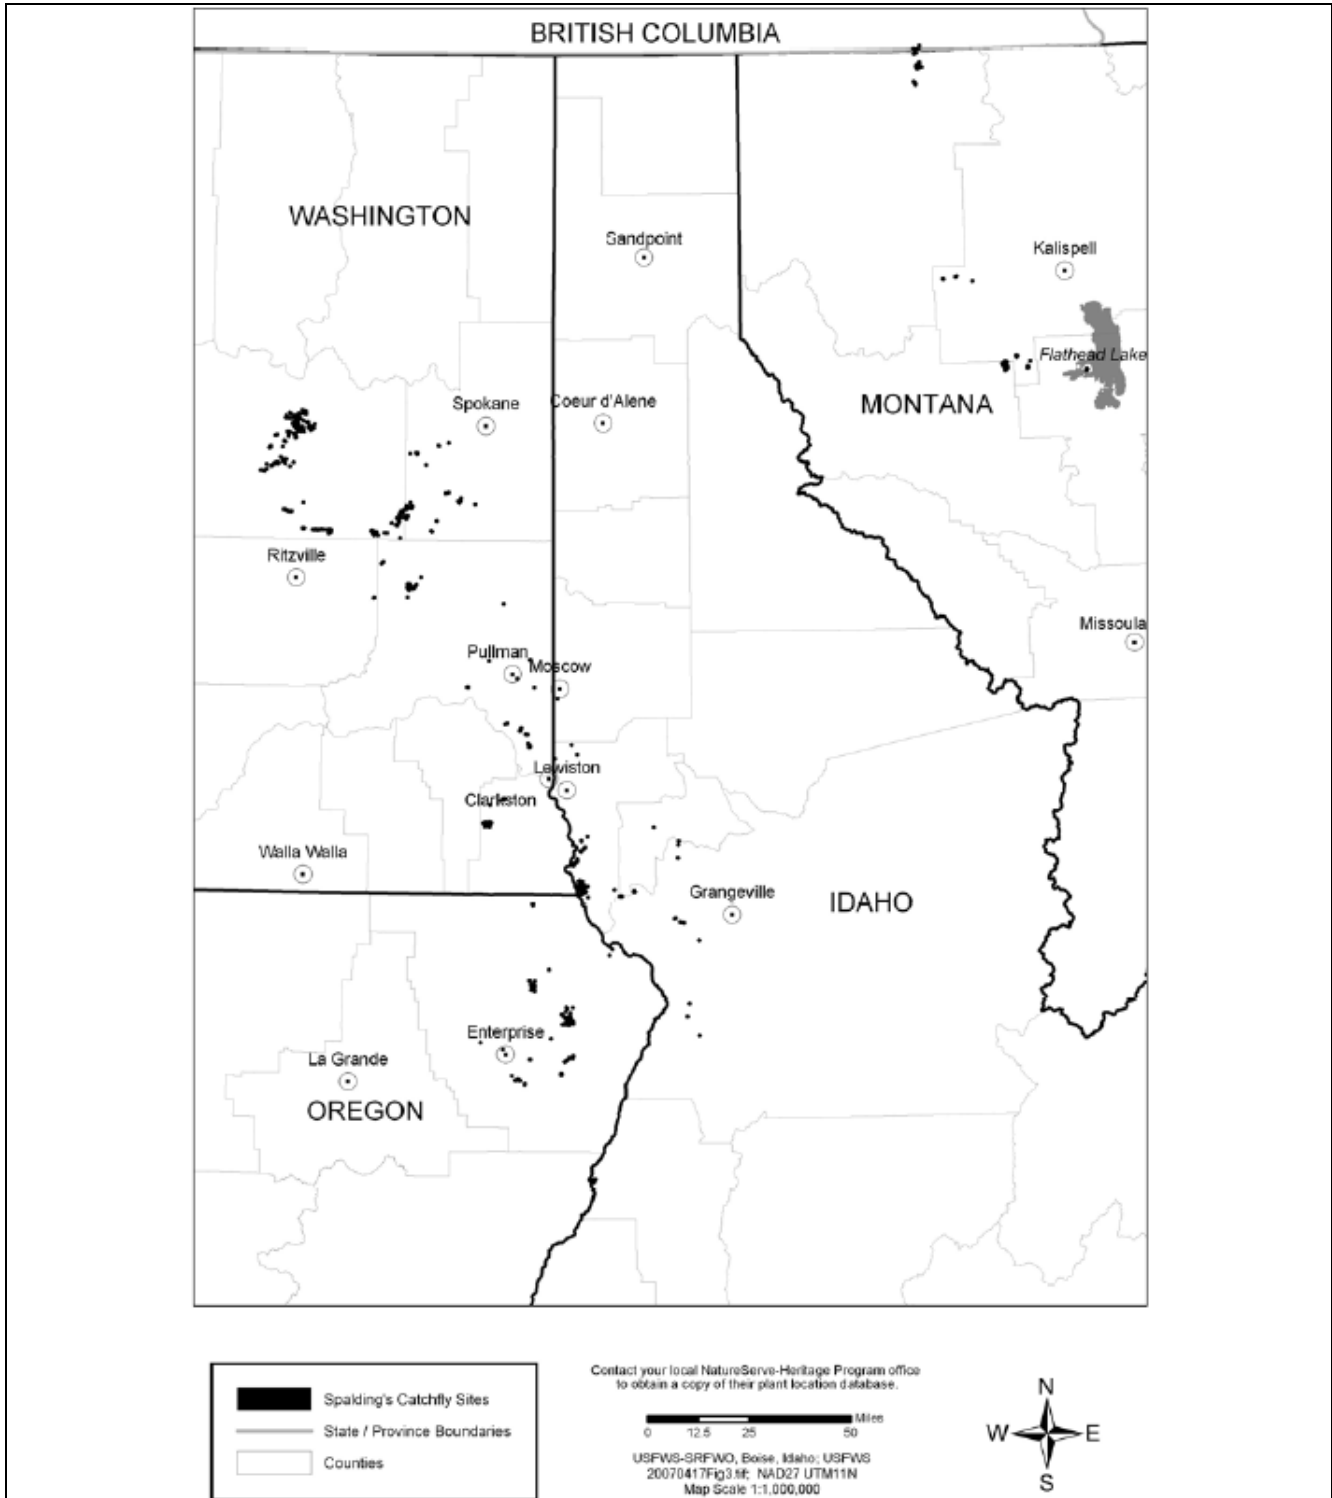 BRITISH COLUMBIA
WASHINGTON
Sandpoint
Kalispell
Flathead Lake
MONTANA
Spokane
Coeur d'Alene
Ritzville
Missoula
Pullman
Moscow
Lewiston
Clarkston
Walla Walla
Grangeville
IDAHO
Enterprise
La Grande
OREGON
Spalding's Catchfly Sites
State / Province Boundaries
Counties
Contact your local NatureServe-Heritage Program office
to obtain a copy of their plant location database.
Miles
0 12.5 25 50
USFWS-SRFWO, Boise, Idaho; USFWS
20070417Fig3.tif; NAD27 UTM11N
Map Scale 1:1,000,000
N
W E
S